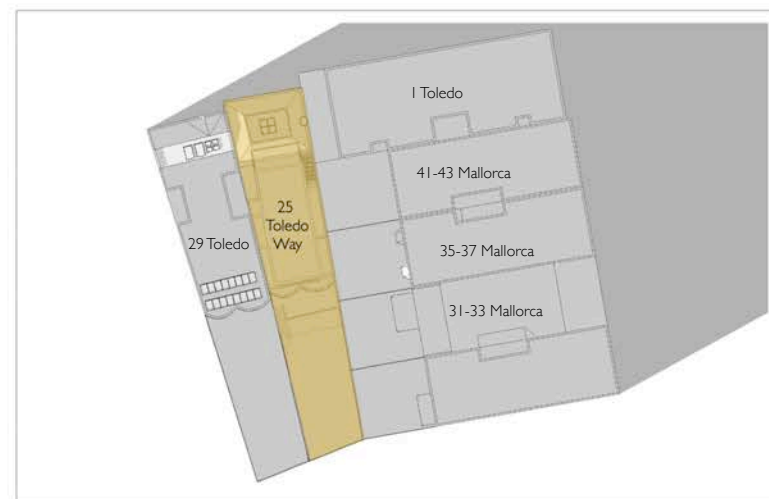 1 Toledo
41-43 Mallorca
25
Toledo
Way
29 Toledo
35-37 Mallorca
31-33 Mallorca